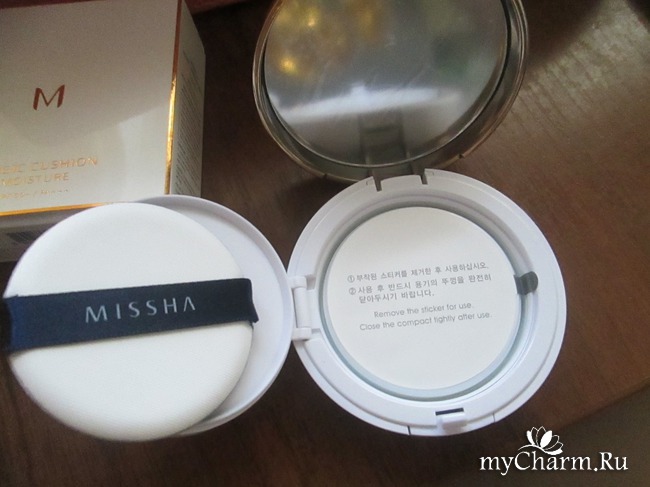 M
CUSHION
MOISTURE
MISSHA
① 부착된 스티커를 제거한 후 사용하십시오.
② 사용 후 반드시 용기의 뚜껑을 완전히
닫아두시기 바랍니다.
Remove the sticker for use.
Close the compact tightly after use.
myCharm.Ru